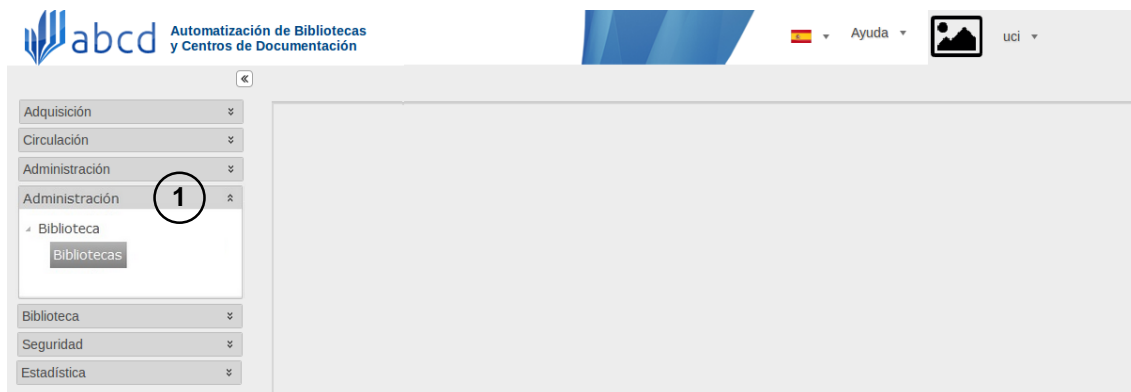 abcd Automatización de Bibliotecas
y Centros de Documentación
Ayuda
uci
Adquisición
Circulación
Administración
Administración
1
Biblioteca
Bibliotecas
Biblioteca
Seguridad
Estadística